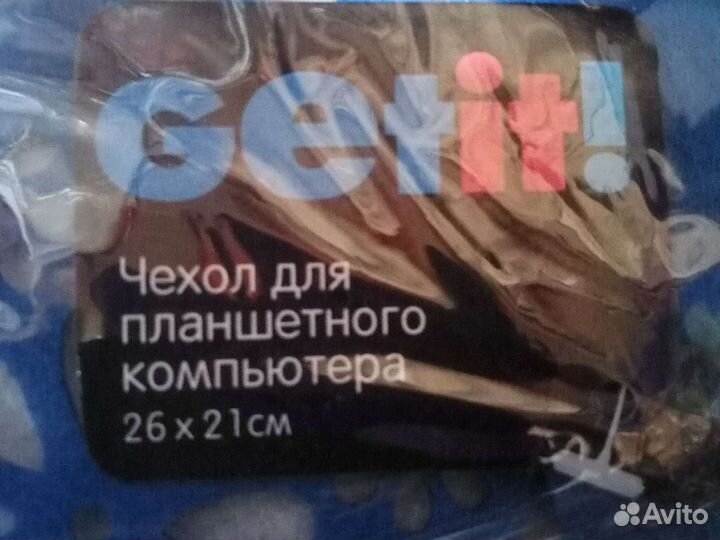 Getit!
Чехол для
планшетного
компьютера
26 x 21см
Avito